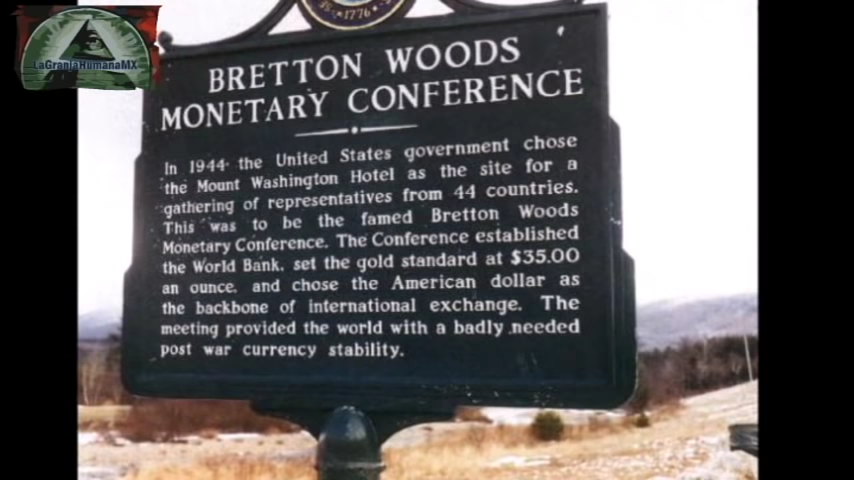 LaGranjaHumanaMX
1776
BRETTON WOODS
MONETARY CONFERENCE
In 1944 the United States government chose
the Mount Washington Hotel as the site for a
gathering of representatives from 44 countries.
This was to be the famed Bretton Woods
Monetary Conference. The Conference established
the World Bank, set the gold standard at $35.00
an ounce, and chose the American dollar as
the backbone of international exchange. The
meeting provided the world with a badly needed
post war currency stability.